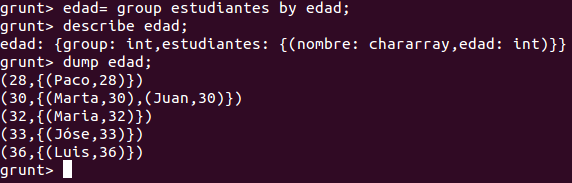 grunt> edad= group estudiantes by edad;
grunt> describe edad;
edad: {group: int,estudiantes: {(nombre: chararray,edad: int)}}
grunt> dump edad;
(28,{(Paco,28)})
(30,{(Marta,30),(Juan,30)})
(32,{(Maria,32)})
(33,{(Jóse,33)})
(36,{(Luis,36)})
grunt>